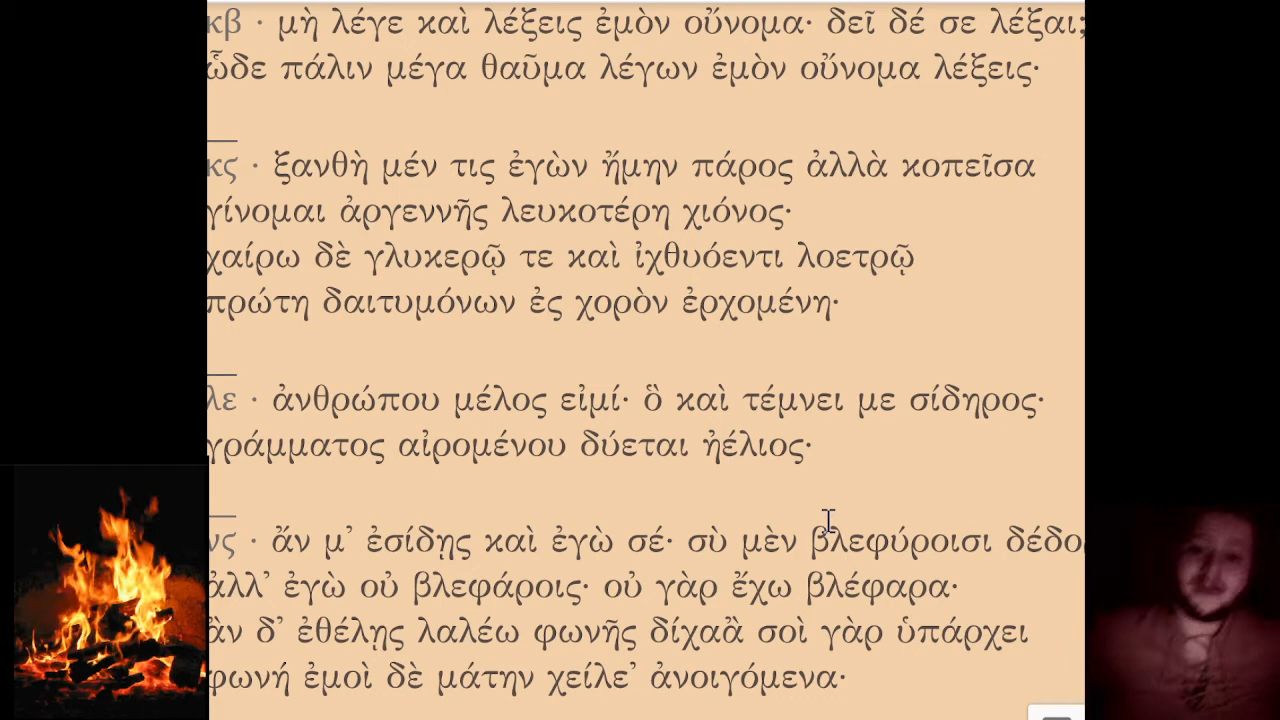 κβ · μὴ λέγε καὶ λέξεις ἐμὸν οὔνομα· δεῖ δέ σε λέξαι;
ὧδε πάλιν μέγα θαῦμα λέγων ἐμὸν οὔνομα λέξεις·
κς · ξανθὴ μέν τις ἐγὼν ἤμην πάρος ἀλλὰ κοπεῖσα
γίνομαι ἀργεννῆς λευκοτέρη χιόνος·
χαίρω δὲ γλυκερῷ τε καὶ ἰχθυόεντι λοετρῷ
πρώτη δαιτυμόνων ἐς χορὸν ἐρχομένη·
λε · ἀνθρώπου μέλος εἰμί· ὃ καὶ τέμνει με σίδηρος·
γράμματος αἰρομένου δύεται ἠέλιος·
νς · ἄν μ’ ἐσίδῃς καὶ ἐγὼ σέ· σὺ μὲν βλεφύροισι
ἀλλ’ ἐγὼ οὐ βλεφάροις· οὐ γὰρ ἔχω βλέφαρα·
ἂν δ’ ἐθέλῃς λαλέω φωνῆς δίχαἂ σοὶ γὰρ ὑπάρχει
φωνή ἐμοὶ δὲ μάτην χείλε’ ἀνοιγόμενα·